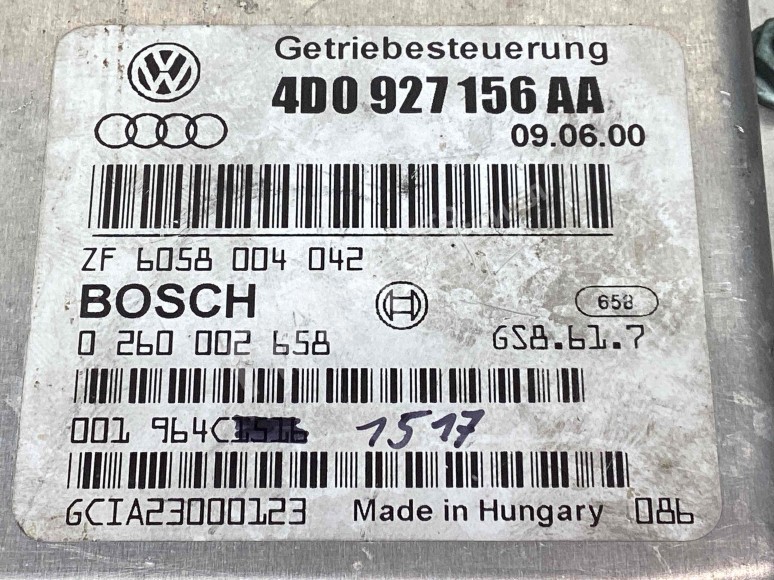 Getriebesteuerung
4D0 927 156 AA
09.06.00
ZF 6058 004 042
BOSCH
658
0 260 002 658
GS8.61.7
001 964C1516 1517
GCIA23000123
Made in Hungary
086